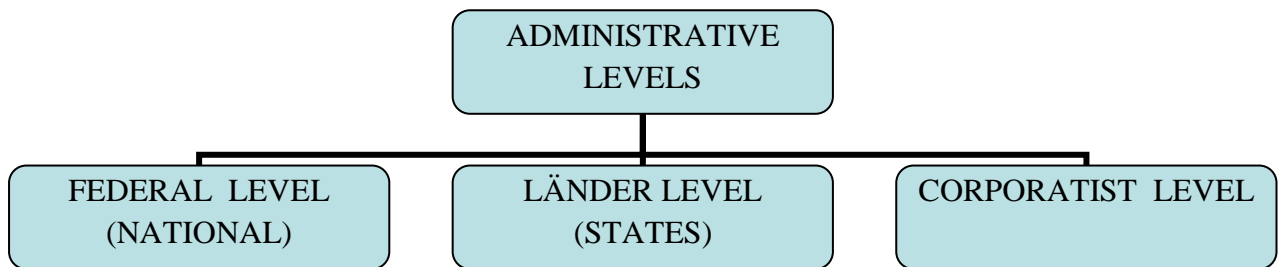 ADMINISTRATIVE
LEVELS
FEDERAL LEVEL
(NATIONAL)
LÄNDER LEVEL
(STATES)
CORPORATIST LEVEL